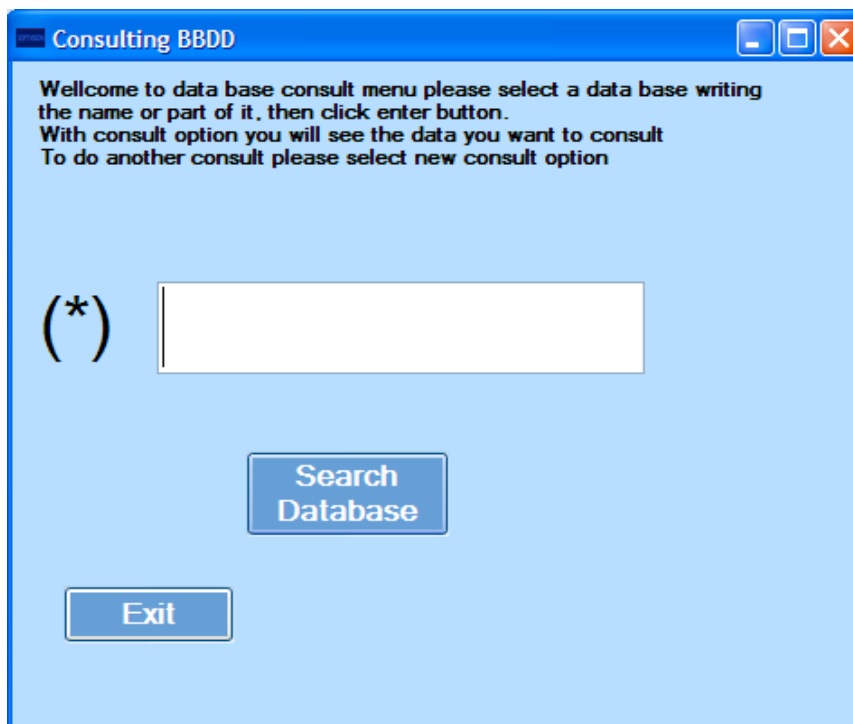 Consulting BBDD
Wellcome to data base consult menu please select a data base writing
the name or part of it, then click enter button.
With consult option you will see the data you want to consult
To do another consult please select new consult option
(*)
Search
Database
Exit